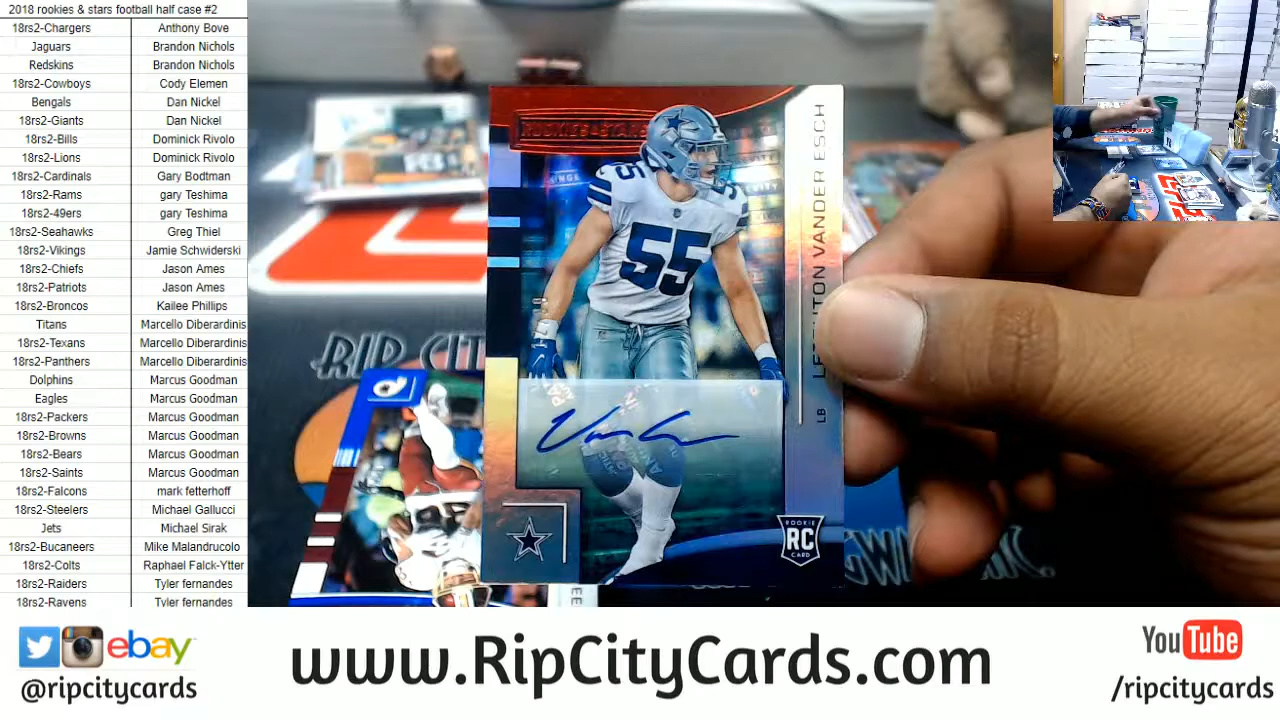 2018 rookies & stars football half case #2
18rs2-Chargers Anthony Bove
Jaguars Brandon Nichols
Redskins Brandon Nichols
18rs2-Cowboys Cody Elemen
Bengals Dan Nickel
18rs2-Giants Dan Nickel
18rs2-Bills Dominick Rivolo
18rs2-Lions Dominick Rivolo
18rs2-Cardinals Gary Bodtman
18rs2-Rams gary Teshima
18rs2-49ers gary Teshima
18rs2-Seahawks Greg Thiel
18rs2-Vikings Jamie Schwiderski
18rs2-Chiefs Jason Ames
18rs2-Patriots Jason Ames
18rs2-Broncos Kailee Phillips
Titans Marcello Diberardinis
18rs2-Texans Marcello Diberardinis
18rs2-Panthers Marcello Diberardinis
Dolphins Marcus Goodman
Eagles Marcus Goodman
18rs2-Packers Marcus Goodman
18rs2-Browns Marcus Goodman
18rs2-Bears Marcus Goodman
18rs2-Saints Marcus Goodman
18rs2-Falcons mark fetterhoff
18rs2-Steelers Michael Gallucci
Jets Michael Sirak
18rs2-Bucaneers Mike Malandrucolo
18rs2-Colts Raphael Falck-Ytter
18rs2-Raiders Tyler fernandes
18rs2-Ravens Tyler fernandes
ROOKIES & STARS
55
VANDER ESCH
LB
ROOKIE
RC
CARD
RIP CITY
ebay
@ripcitycards
www.RipCityCards.com
YouTube
/ripcitycards